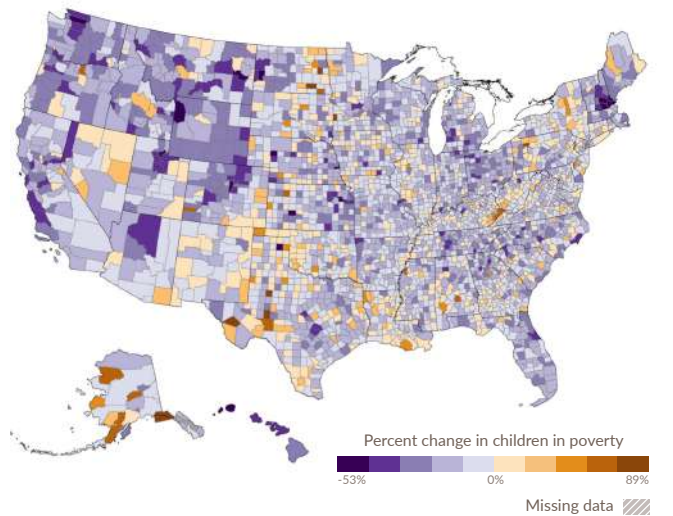 Percent change in children in poverty
-53% 0% 89%
Missing data